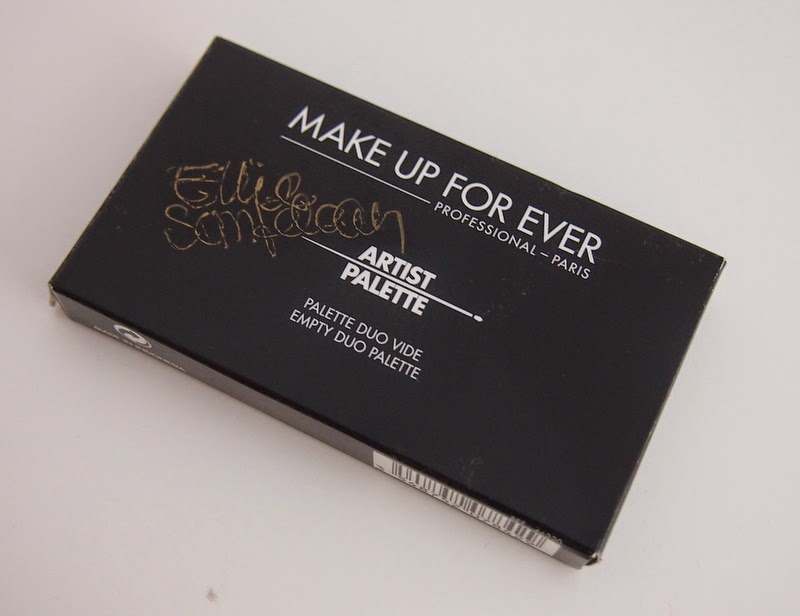 MAKE UP FOR EVER
PROFESSIONAL – PARIS
ARTIST
PALETTE
PALETTE DUO VIDE
EMPTY DUO PALETTE